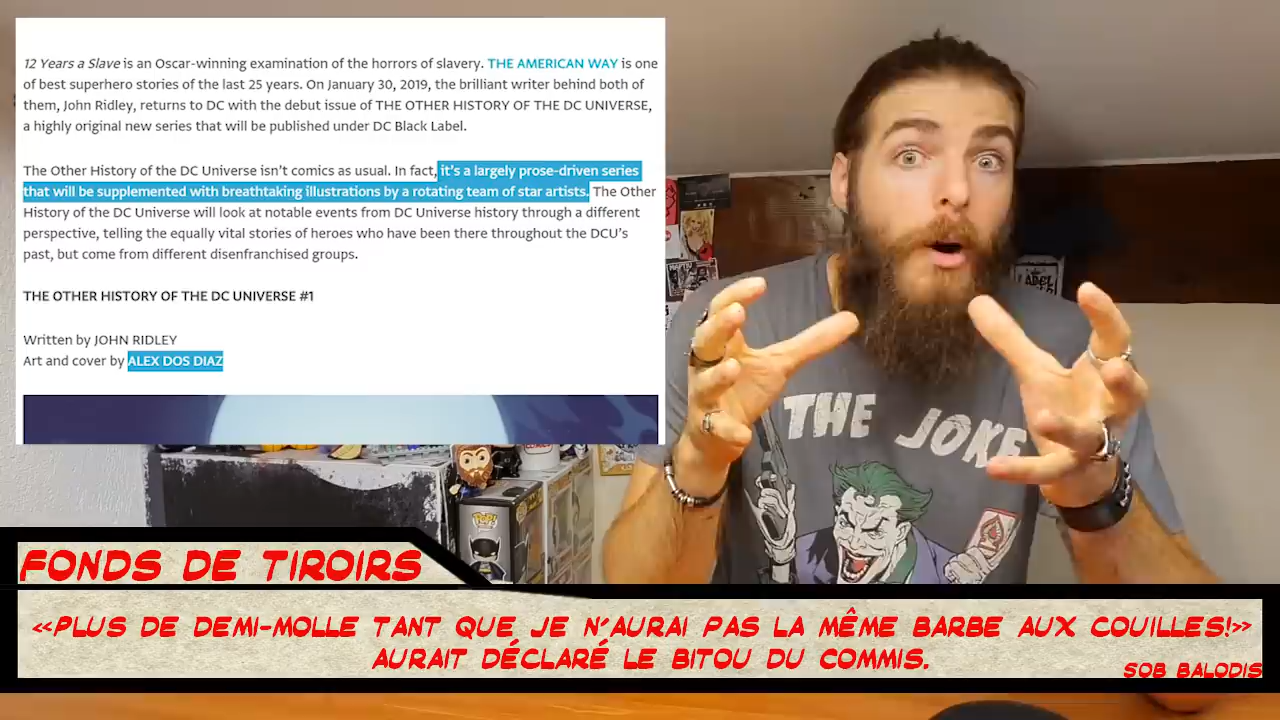 12 Years a Slave is an Oscar-winning examination of the horrors of slavery. THE AMERICAN WAY is one
of best superhero stories of the last 25 years. On January 30, 2019, the brilliant writer behind both of
them, John Ridley, returns to DC with the debut issue of THE OTHER HISTORY OF THE DC UNIVERSE,
a highly original new series that will be published under DC Black Label.
The Other History of the DC Universe isn't comics as usual. In fact, it's a largely prose-driven series
that will be supplemented with breathtaking illustrations by a rotating team of star artists. The Other
History of the DC Universe will look at notable events from DC Universe history through a different
perspective, telling the equally vital stories of heroes who have been there throughout the DCU's
past, but come from different disenfranchised groups.
THE OTHER HISTORY OF THE DC UNIVERSE #1
Written by JOHN RIDLEY
Art and cover by ALEX DOS DIAZ
THE JOKE
POP!
FONDS DE TIROIRS
«PLUS DE DEMI-MOLLE TANT QUE JE N'AURAI PAS LA MÊME BARBE AUX COUILLES!»
AURAIT DÉCLARÉ LE BITOU DU COMMIS.
SOB BALODIS